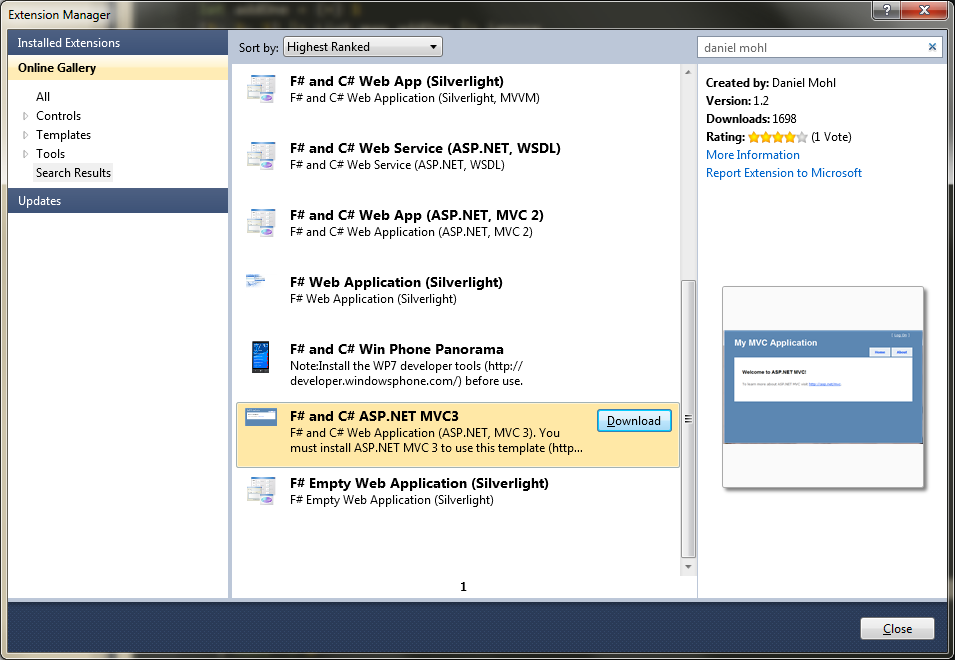 Extension Manager
?
Installed Extensions
Online Gallery
All
Controls
Templates
Tools
Search Results
Updates
Sort by: Highest Ranked
F# and C# Web App (Silverlight)
F# and C# Web Application (Silverlight, MVVM)
F# and C# Web Service (ASP.NET, WSDL)
F# and C# Web Service (ASP.NET, WSDL)
F# and C# Web App (ASP.NET, MVC 2)
F# and C# Web Application (ASP.NET, MVC 2)
F# Web Application (Silverlight)
F# Web Application (Silverlight)
F# and C# Win Phone Panorama
Note:Install the WP7 developer tools (http://
developer.windowsphone.com/) before use.
F# and C# ASP.NET MVC3
F# and C# Web Application (ASP.NET, MVC 3). You
must install ASP.NET MVC 3 to use this template (http...
Download
F# Empty Web Application (Silverlight)
F# Empty Web Application (Silverlight)
1
daniel mohl
Created by: Daniel Mohl
Version: 1.2
Downloads: 1698
Rating: (1 Vote)
More Information
Report Extension to Microsoft
[ Log On ]
My MVC Application
Home About
Welcome to ASP.NET MVC!
To learn more about ASP.NET MVC visit http://asp.net/mvc.
Close